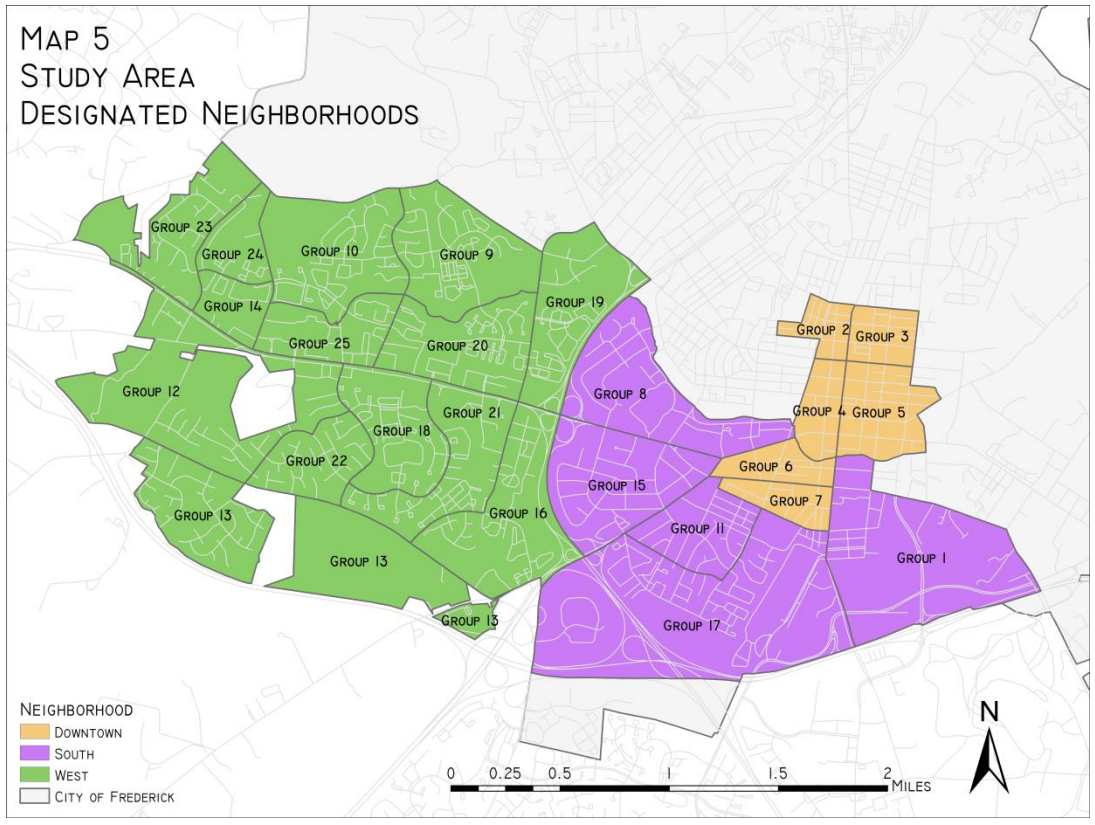 Map 5
Study Area
Designated Neighborhoods
Group 23
Group 24
Group 10
Group 9
Group 14
Group 19
Group 25
Group 20
Group 2
Group 3
Group 12
Group 8
Group 21
Group 4
Group 5
Group 18
Group 22
Group 6
Group 15
Group 7
Group 13
Group 16
Group 11
Group 13
Group 1
Group 13
Group 17
Neighborhood
Downtown
South
West
City of Frederick
0 0.25 0.5 1 1.5 2 Miles
N